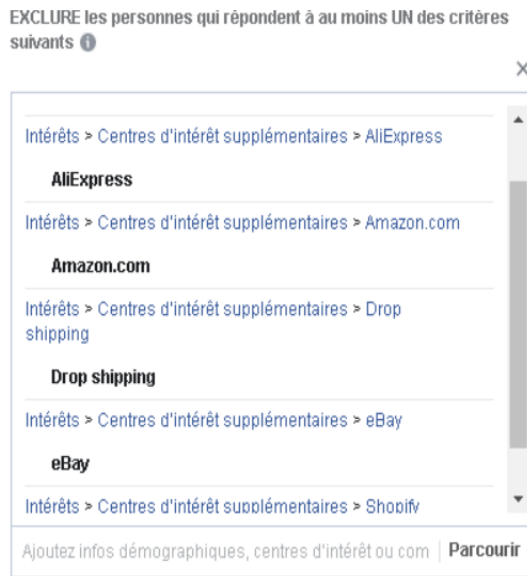 EXCLURE les personnes qui répondent à au moins UN des critères
suivants
Intérêts > Centres d'intérêt supplémentaires > AliExpress
AliExpress
Intérêts > Centres d'intérêt supplémentaires > Amazon.com
Amazon.com
Intérêts > Centres d'intérêt supplémentaires > Drop
shipping
Drop shipping
Intérêts > Centres d'intérêt supplémentaires > eBay
eBay
Intérêts > Centres d'intérêt supplémentaires > Shopify
Ajoutez infos démographiques, centres d'intérêt ou com | Parcourir